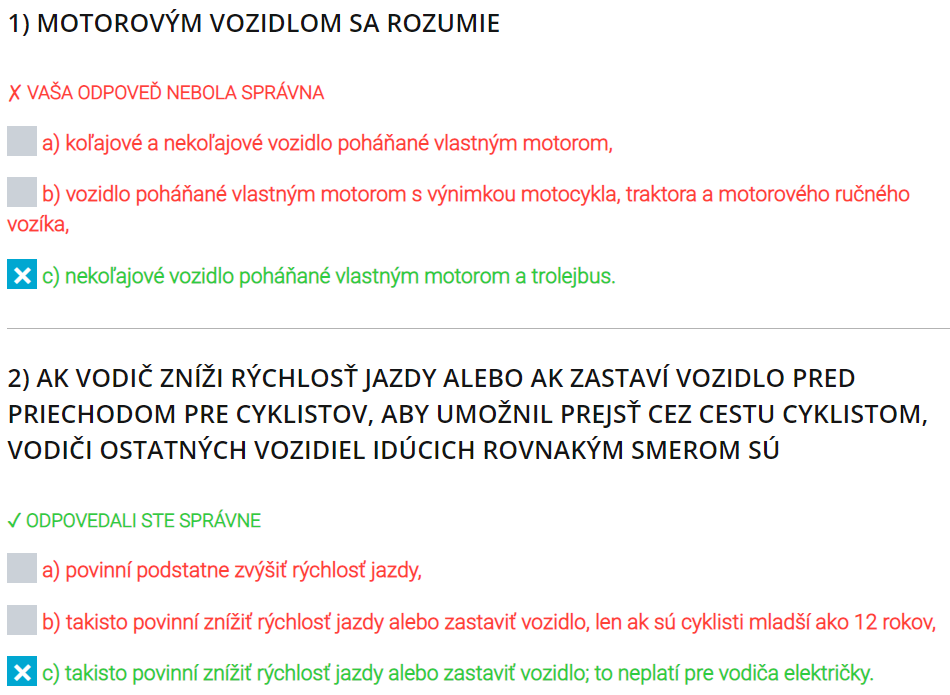 1) MOTOROVÝM VOZIDLOM SA ROZUMIE
✗ VAŠA ODPOVEĎ NEBOLA SPRÁVNA
a) koľajové a nekoľajové vozidlo poháňané vlastným motorom,
b) vozidlo poháňané vlastným motorom s výnimkou motocykla, traktora a motorového ručného
vozíka,
c) nekoľajové vozidlo poháňané vlastným motorom a trolejbus.
2) AK VODIČ ZNÍŽI RÝCHLOSŤ JAZDY ALEBO AK ZASTAVÍ VOZIDLO PRED
PRIECHODOM PRE CYKLISTOV, ABY UMOŽNIL PREJSŤ CEZ CESTU CYKLISTOM,
VODIČI OSTATNÝCH VOZIDIEL IDÚCICH ROVNAKÝM SMEROM SÚ
✓ ODPOVEDALI STE SPRÁVNE
a) povinní podstatne zvýšiť rýchlosť jazdy,
b) takisto povinní znížiť rýchlosť jazdy alebo zastaviť vozidlo, len ak sú cyklisti mladší ako 12 rokov,
c) takisto povinní znížiť rýchlosť jazdy alebo zastaviť vozidlo; to neplatí pre vodiča električky.